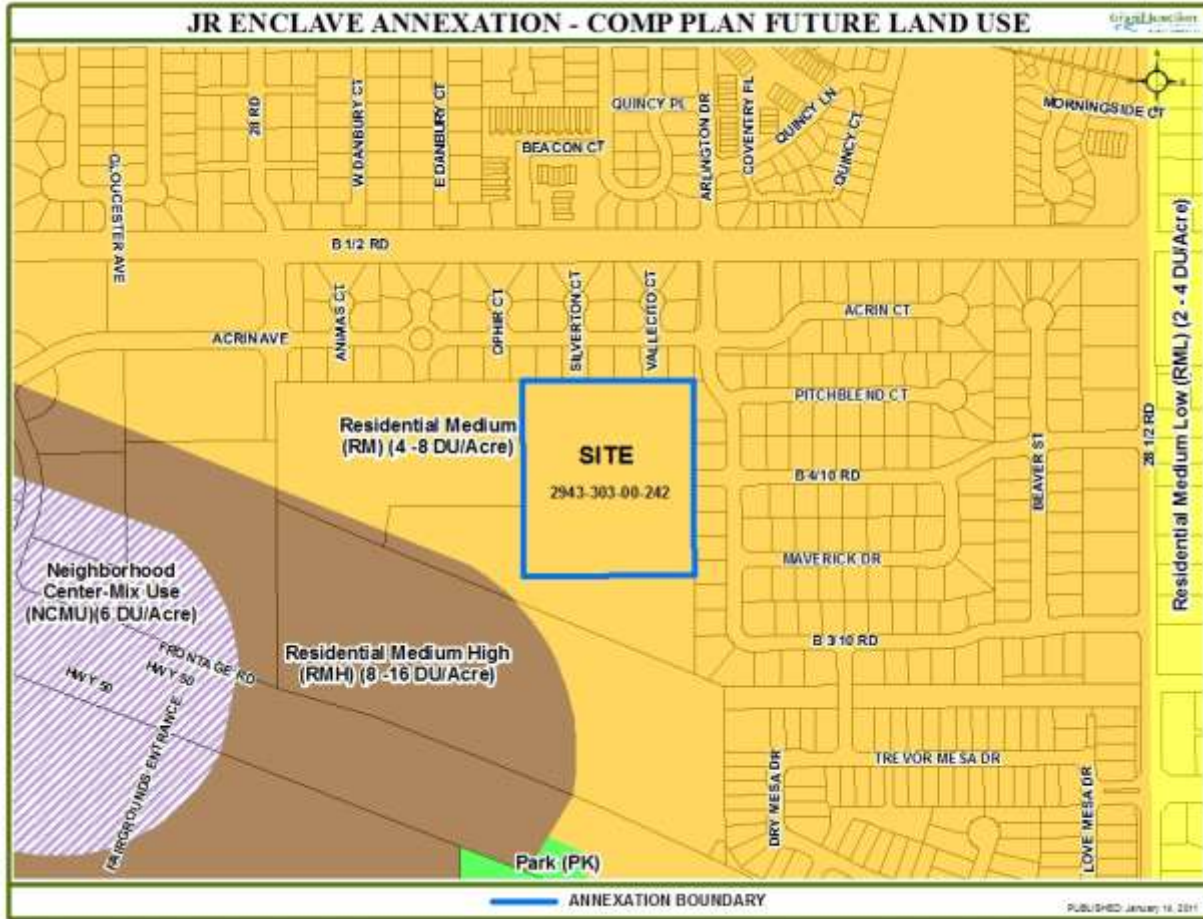 JR ENCLAVE ANNEXATION - COMP PLAN FUTURE LAND USE
Grand Junction
28 RD
W DANBURY CT
E DANBURY CT
QUINCY PL
BEACON CT
ARLINGTON DR
COVENTRY PL
QUINCY LN
QUINCY CT
MORNINGSIDE CT
GLOUCESTER AVE
B 1/2 RD
ACRIN AVE
ANIMAS CT
OPHIR CT
SILVERTON CT
VALLECITO CT
ACRIN CT
PITCHBLEND CT
Residential Medium
(RM) (4 -8 DU/Acre)
SITE
2943-303-00-242
B 4/10 RD
BEAVER ST
28 1/2 RD
Residential Medium Low (RML) (2 - 4 DU/Acre)
MAVERICK DR
Neighborhood
Center-Mix Use
(NCMU)(6 DU/Acre)
FRONTAGE RD
HWY 50
HWY 50
FAIRGROUNDS ENTRANCE
Residential Medium High
(RMH) (8 -16 DU/Acre)
B 3/10 RD
DRY MESA DR
TREVOR MESA DR
LOVE MESA DR
Park (PK)
ANNEXATION BOUNDARY
PUBLISHED: January 14, 2011